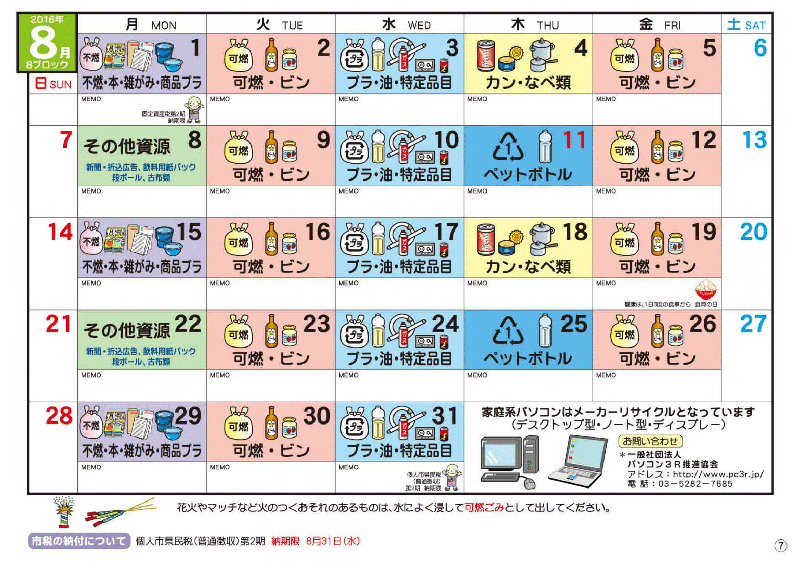 2016年
8月
8ブロック
月 MON
火 TUE
水 WED
木 THU
金 FRI
土 SAT
日 SUN
不燃
1
不燃・本・雑がみ・商品プラ
MEMO
固定資産税第2期
納期限
可燃
2
可燃・ビン
MEMO
プラ
3
プラ・油・特定品目
MEMO
4
カン・なべ類
MEMO
可燃
5
可燃・ビン
MEMO
6
7
その他資源 8
新聞・折込広告、飲料用紙パック
段ボール、古布類
MEMO
可燃
9
可燃・ビン
MEMO
プラ
10
プラ・油・特定品目
MEMO
1
11
ペットボトル
MEMO
可燃
12
可燃・ビン
MEMO
13
14
不燃
15
不燃・本・雑がみ・商品プラ
MEMO
可燃
16
可燃・ビン
MEMO
プラ
17
プラ・油・特定品目
MEMO
18
カン・なべ類
MEMO
可燃
19
可燃・ビン
MEMO
健康は、1日3回の食事から 食育の日
20
21
その他資源 22
新聞・折込広告、飲料用紙パック
段ボール、古布類
MEMO
可燃
23
可燃・ビン
MEMO
プラ
24
プラ・油・特定品目
MEMO
1
25
ペットボトル
MEMO
可燃
26
可燃・ビン
MEMO
27
28
不燃
29
不燃・本・雑がみ・商品プラ
MEMO
可燃
30
可燃・ビン
MEMO
プラ
31
プラ・油・特定品目
MEMO
個人市県民税
(普通徴収)
第2期 納期限
家庭系パソコンはメーカーリサイクルとなっています
(デスクトップ型・ノート型・ディスプレー)
お問い合わせ
＊一般社団法人
パソコン3R推進協会
アドレス：http://www.pc3r.jp/
電話：03-5282-7685
花火やマッチなど火のつくおそれのあるものは、水によく浸して可燃ごみとして出してください。
市税の納付について 個人市県民税(普通徴収)第2期 納期限 8月31日(水)
⑦